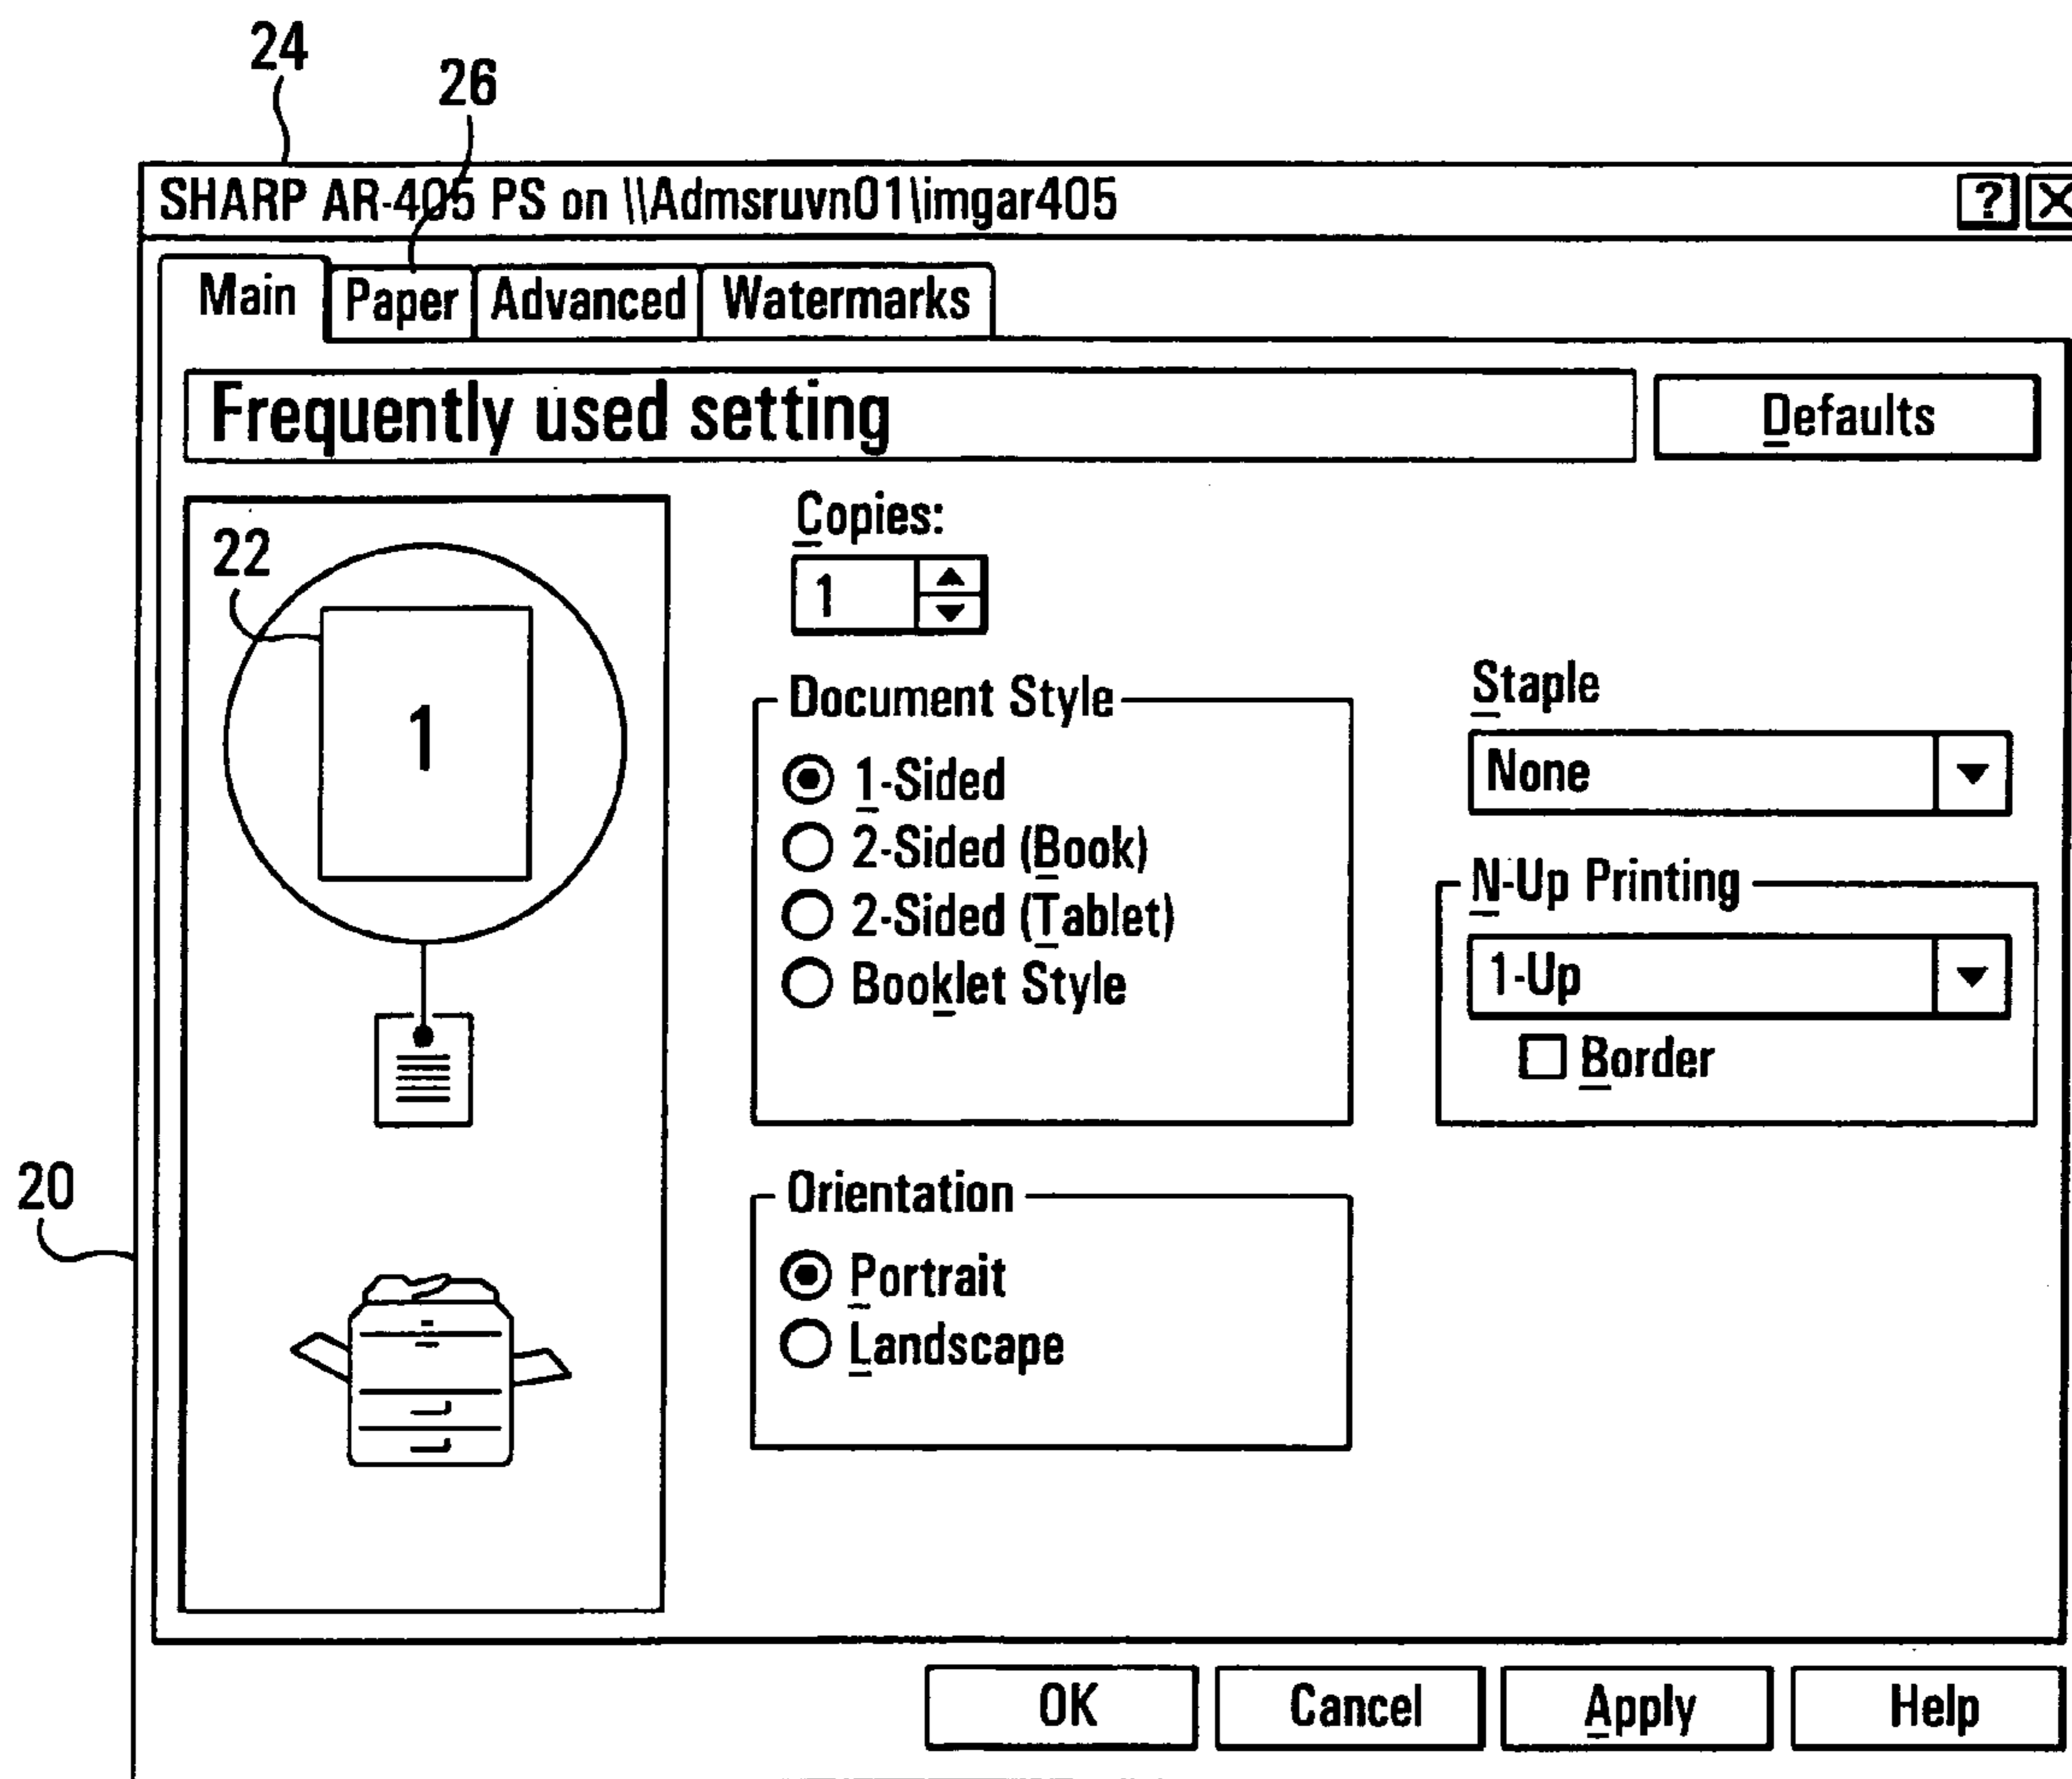 24
26
SHARP AR-405 PS on \\Admsruvn01\imgar405 ? X
Main Paper Advanced Watermarks
Frequently used setting
Defaults
22
1
Copies:
1
Document Style
1-Sided
2-Sided (Book)
2-Sided (Tablet)
Booklet Style
Staple
None
N-Up Printing
1-Up
Border
20
Orientation
Portrait
Landscape
OK Cancel Apply Help